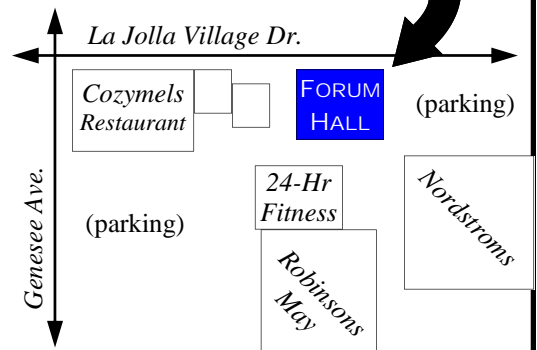 La Jolla Village Dr.
Cozymels
Restaurant
FORUM
HALL
(parking)
24-Hr
Fitness
Nordstroms
Genesee Ave.
(parking)
Robinsons
May